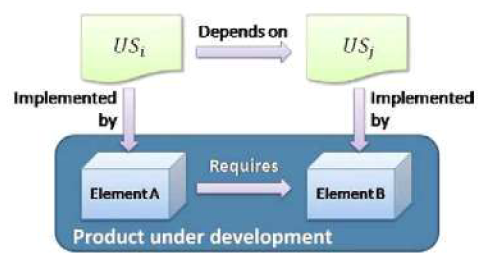 Depends on
US_i
US_j
Implemented
by
Implemented
by
Requires
Element A
Element B
Product under development